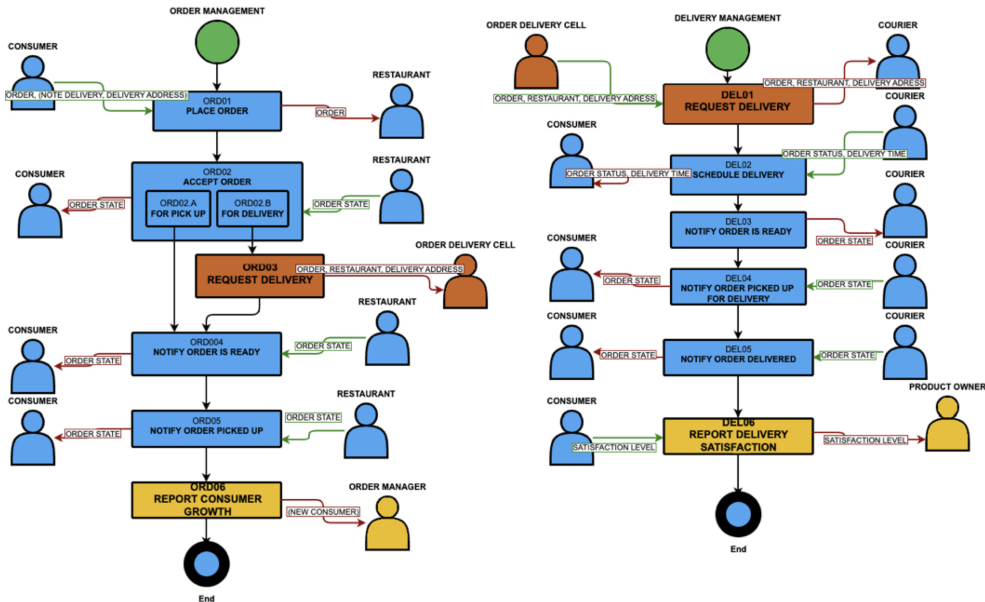 ORDER MANAGEMENT
CONSUMER
ORDER, (NOTE DELIVERY, DELIVERY ADDRESS)
ORD01
PLACE ORDER
ORDER
RESTAURANT
ORD02
ACCEPT ORDER
ORD02.A
FOR PICK UP
ORD02.B
FOR DELIVERY
CONSUMER
ORDER STATE
RESTAURANT
ORDER STATE
ORD03
REQUEST DELIVERY
ORDER, RESTAURANT, DELIVERY ADDRESS
ORDER DELIVERY CELL
CONSUMER
ORDER STATE
ORD004
NOTIFY ORDER IS READY
RESTAURANT
ORDER STATE
CONSUMER
ORDER STATE
ORD05
NOTIFY ORDER PICKED UP
RESTAURANT
ORDER STATE
ORD06
REPORT CONSUMER
GROWTH
(NEW CONSUMER)
ORDER MANAGER
End
DELIVERY MANAGEMENT
ORDER DELIVERY CELL
ORDER, RESTAURANT, DELIVERY ADRESS
DEL01
REQUEST DELIVERY
ORDER, RESTAURANT, DELIVERY ADRESS
COURIER
CONSUMER
ORDER STATUS, DELIVERY TIME
DEL02
SCHEDULE DELIVERY
COURIER
ORDER STATUS, DELIVERY TIME
DEL03
NOTIFY ORDER IS READY
COURIER
ORDER STATE
CONSUMER
ORDER STATE
DEL04
NOTIFY ORDER PICKED UP
FOR DELIVERY
COURIER
ORDER STATE
CONSUMER
ORDER STATE
DEL05
NOTIFY ORDER DELIVERED
COURIER
ORDER STATE
CONSUMER
SATISFACTION LEVEL
DEL06
REPORT DELIVERY
SATISFACTION
SATISFACTION LEVEL
PRODUCT OWNER
End